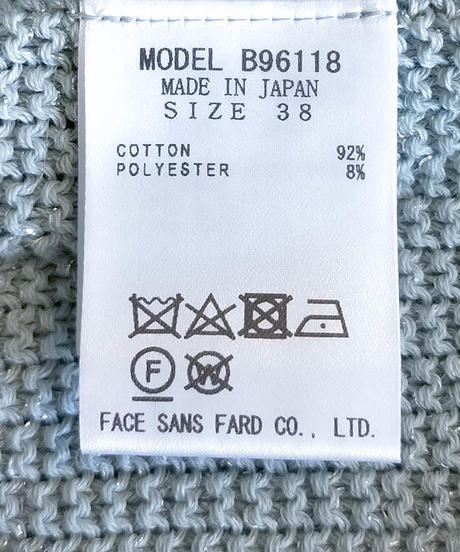 MODEL B96118
MADE IN JAPAN
SIZE 38
COTTON 92%
POLYESTER 8%
F W
FACE SANS FARD CO., LTD.